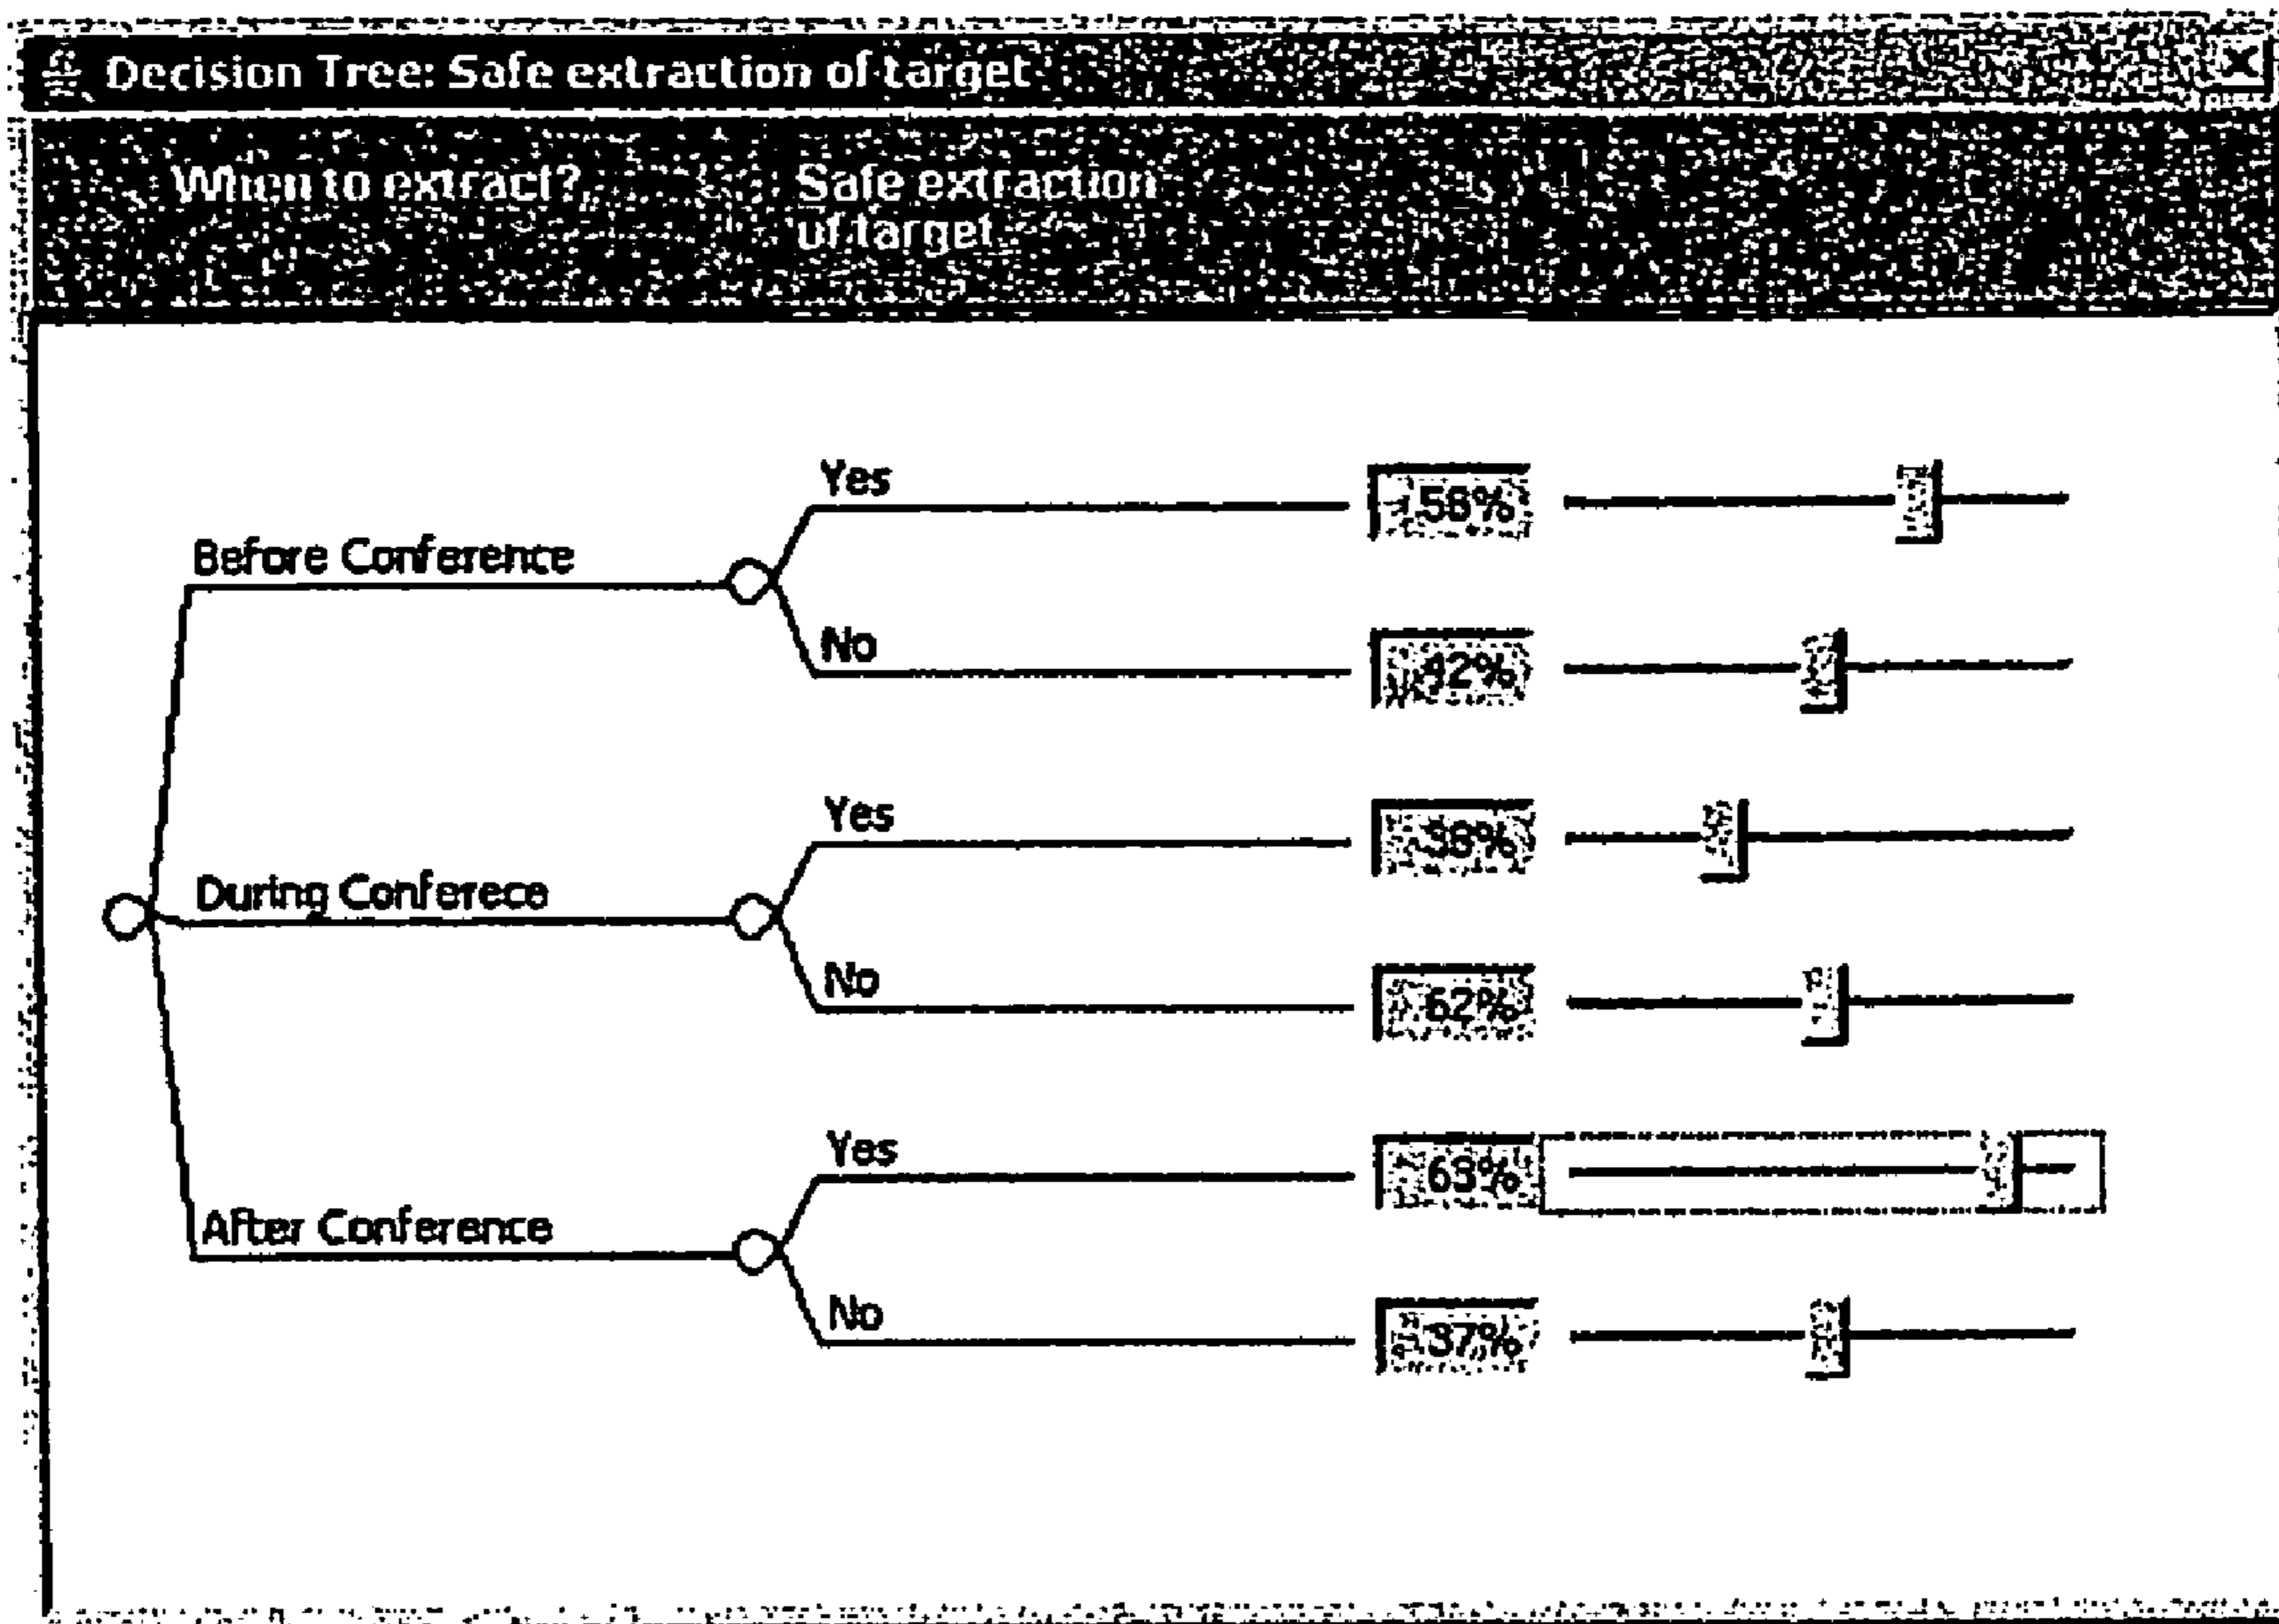 Decision Tree: Safe extraction of target
When to extract?
Safe extraction
of target
Yes
58%
Before Conference
No
42%
Yes
38%
During Conferece
No
62%
Yes
63%
After Conference
No
37%